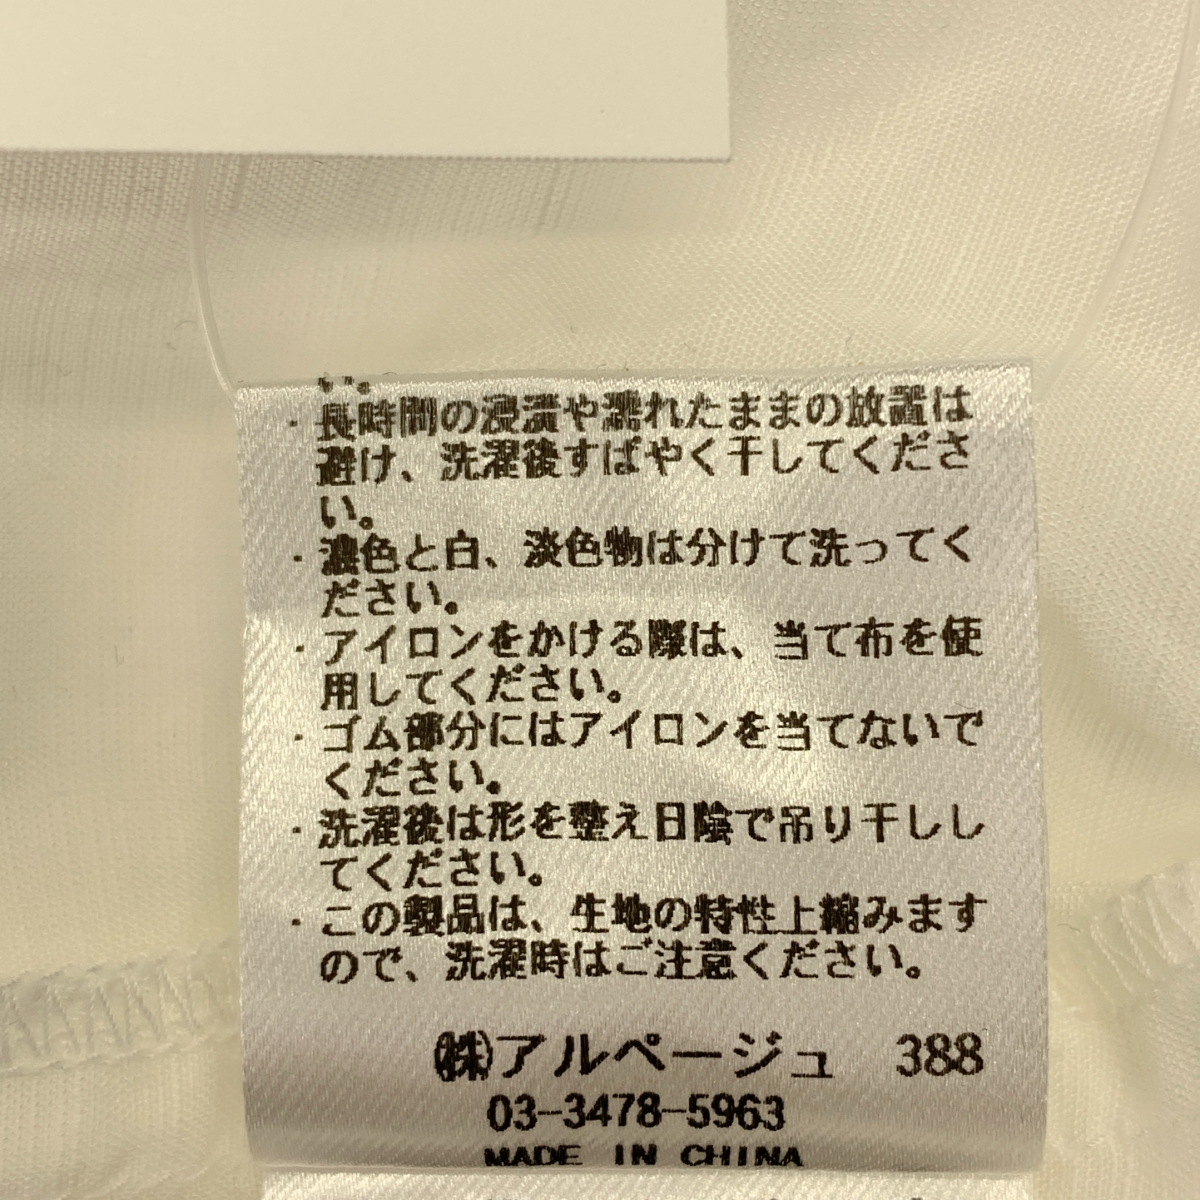 い。
・長時間の浸漬や濡れたままの放置は
避け、洗濯後すばやく干してくださ
い。
・濃色と白、淡色物は分けて洗ってく
ださい。
・アイロンをかける際は、当て布を使
用してください。
・ゴム部分にはアイロンを当てないで
ください。
・洗濯後は形を整え日陰で吊り干しし
てください。
・この製品は、生地の特性上縮みます
ので、洗濯時はご注意ください。
㈱アルページュ 388
03-3478-5963
MADE IN CHINA